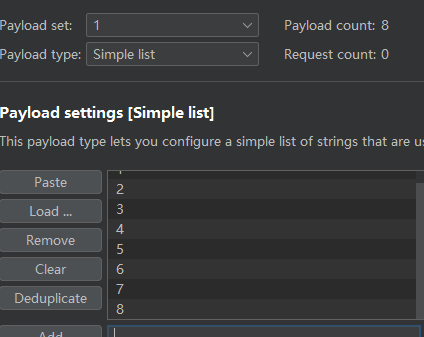 Payload set: 1 Payload count: 8
Payload type: Simple list Request count: 0
Payload settings [Simple list]
This payload type lets you configure a simple list of strings that are
Paste
Load ...
Remove
Clear
Deduplicate
Add
2
3
4
5
6
7
8